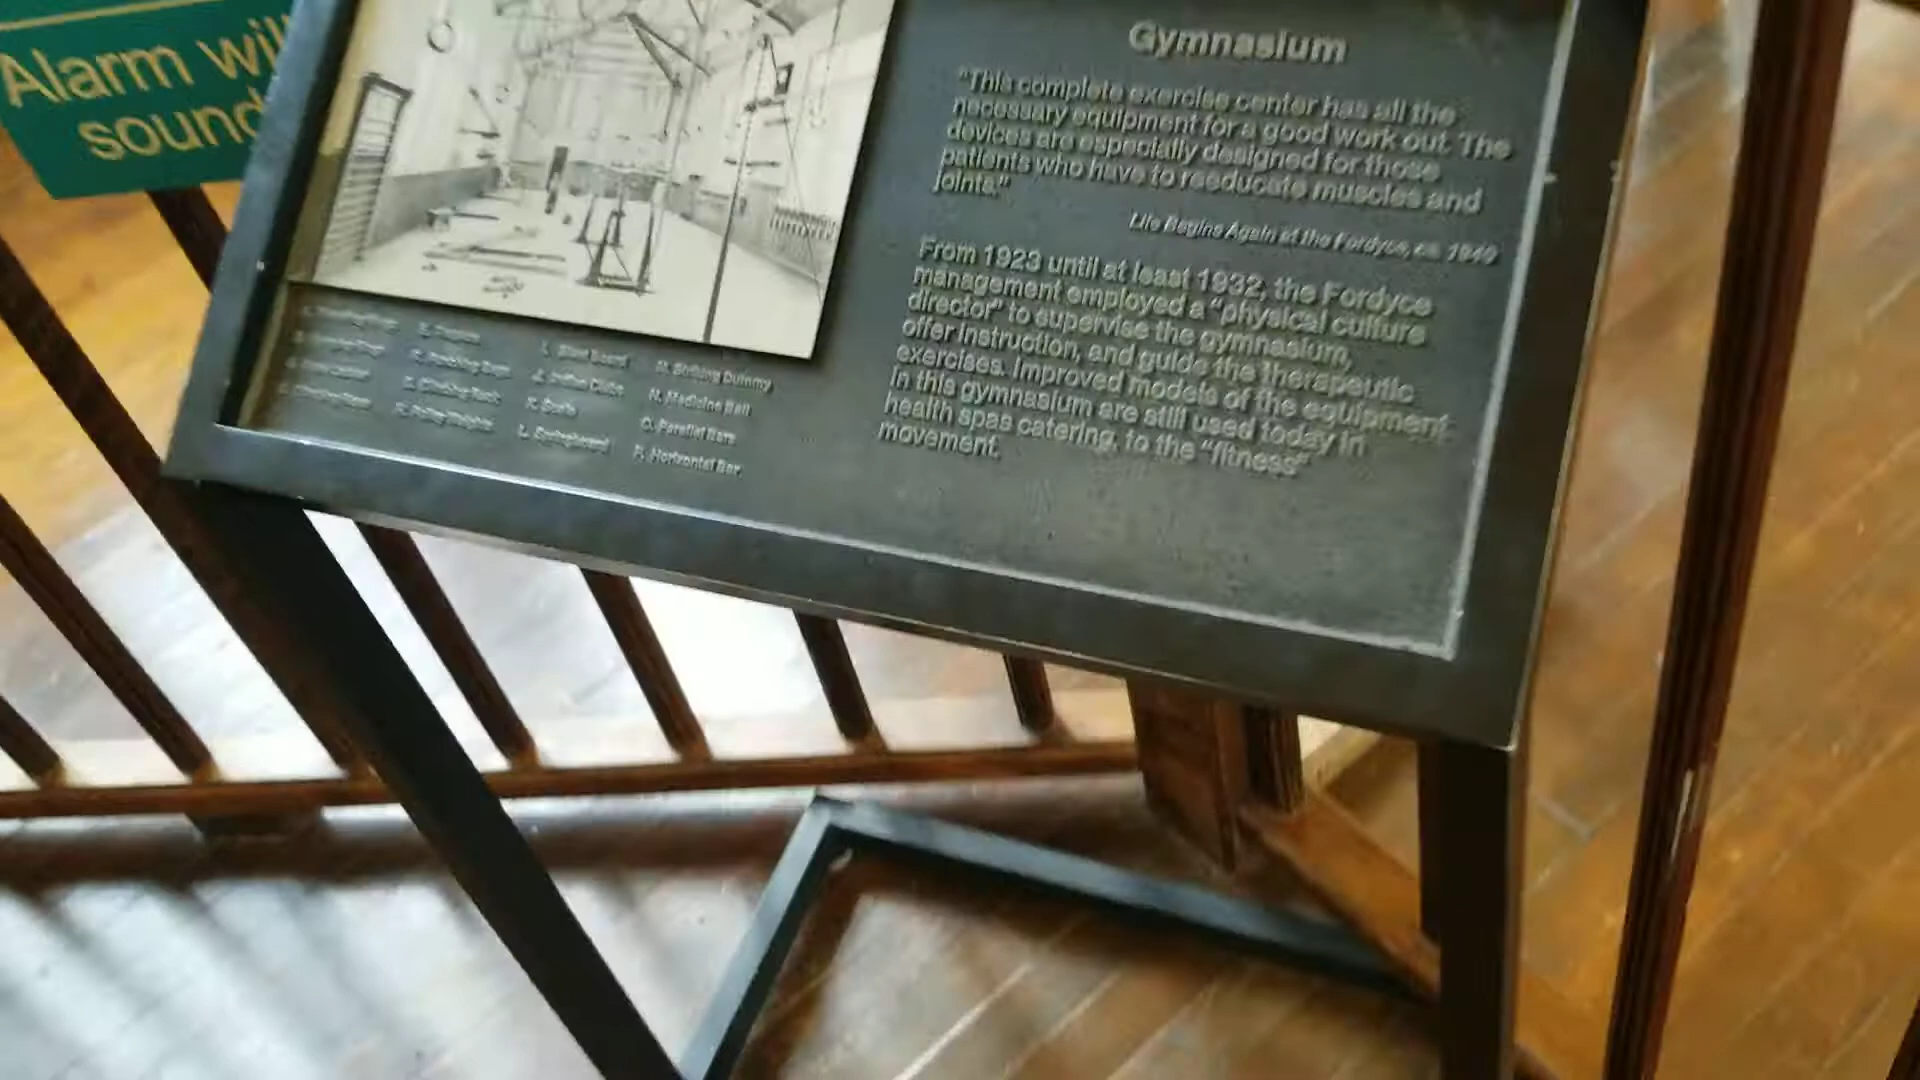 Alarm will
sound
Gymnasium
"This complete exercise center has all the
necessary equipment for a good work out. The
devices are especially designed for those
patients who have to reeducate muscles and
joints."
Life Begins Again at the Fordyce, ca. 1940
From 1923 until at least 1932, the Fordyce
management employed a "physical culture
director" to supervise the gymnasium,
offer instruction, and guide the therapeutic
exercises. Improved models of the equipment
in this gymnasium are still used today in
health spas catering, to the "fitness"
movement.
I. Slant Board
J. Indian Clubs
L. Springboard
M. Striking Dummy
N. Medicine Ball
O. Parallel Bars
P. Horizontal Bar